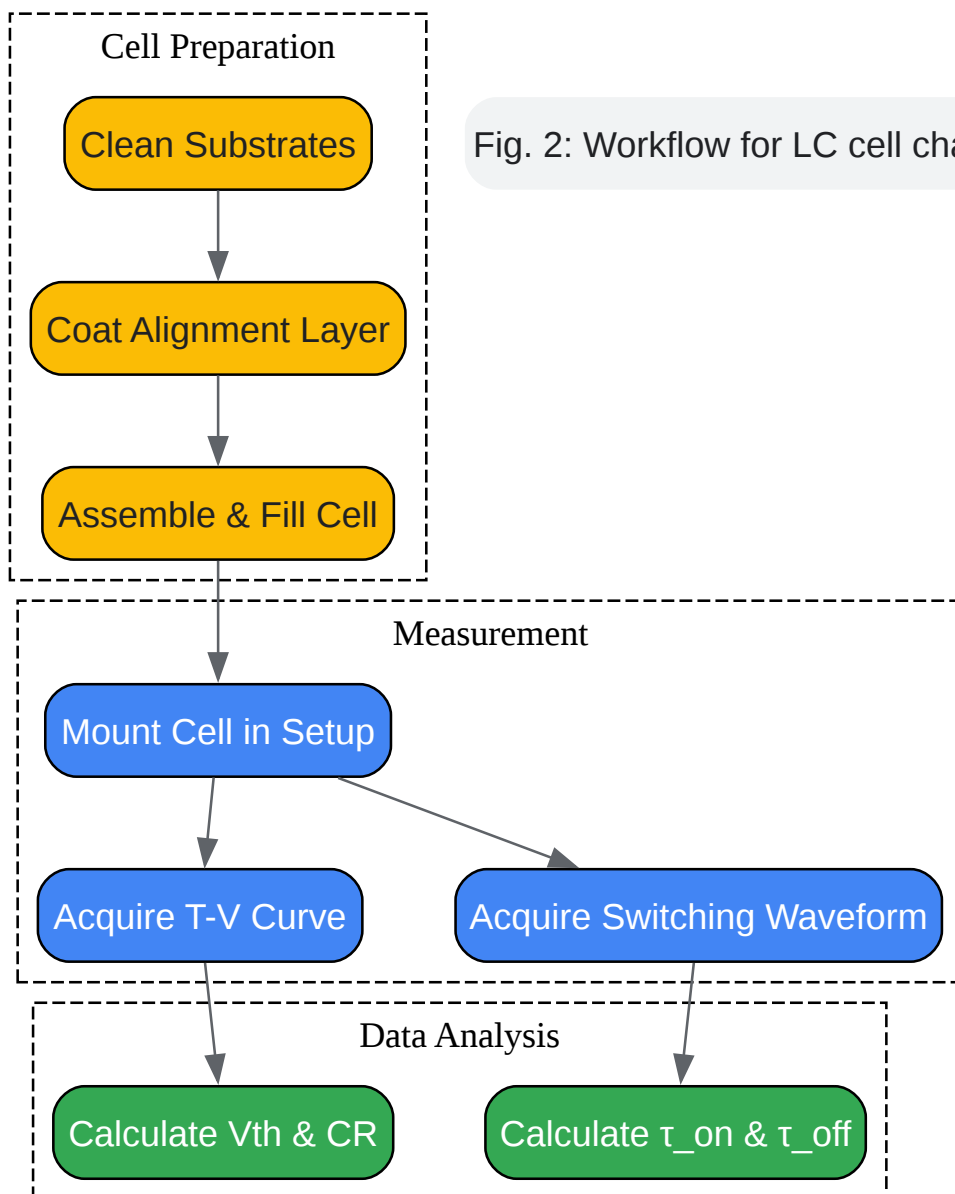 Cell Preparation
Clean Substrates
Fig. 2: Workflow for LC cell
Coat Alignment Layer
Assemble & Fill Cell
Measurement
Mount Cell in Setup
Acquire T-V Curve
Acquire Switching Waveform
Data Analysis
Calculate Vth & CR
Calculate τ_on & τ_off